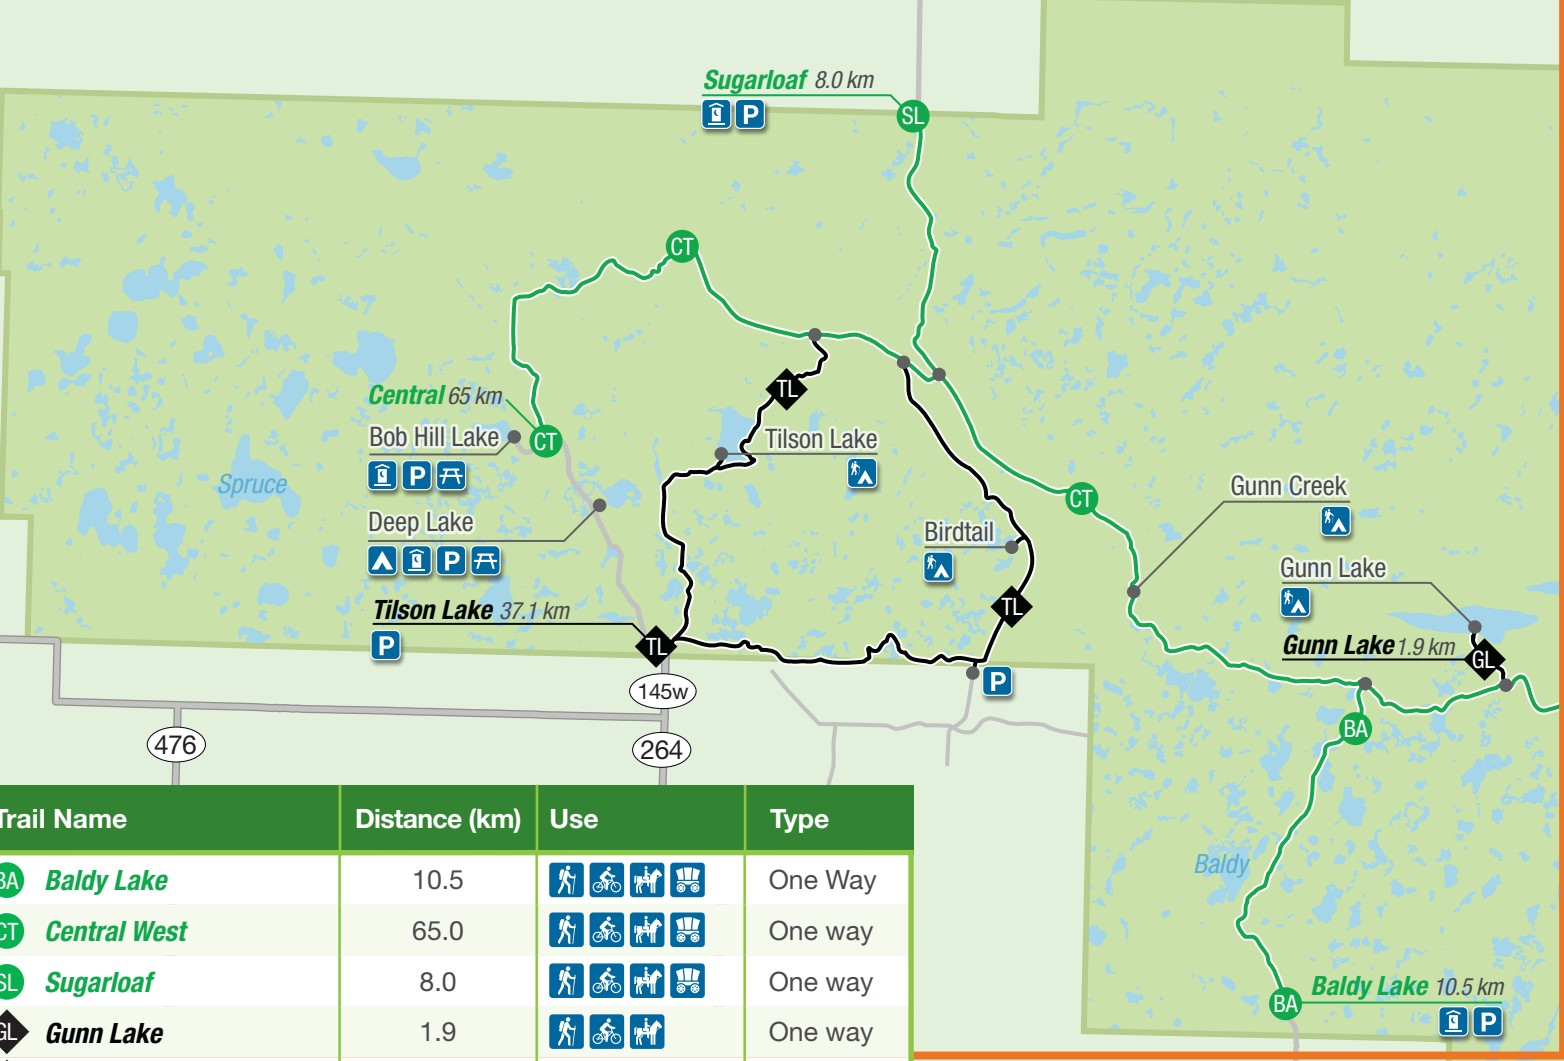 Sugarloaf 8.0 km
P
SL
CT
Central 65 km
TL
Bob Hill Lake
CT
Tilson Lake
P
Spruce
CT
Gunn Creek
Deep Lake
Birdtail
P
Gunn Lake
Tilson Lake 37.1 km
TL
P
TL
Gunn Lake 1.9 km
GL
145w
P
BA
476
264
Baldy
Baldy Lake 10.5 km
BA
P
Trail Name Distance (km) Use Type
BA Baldy Lake 10.5 One Way
CT Central West 65.0 One way
SL Sugarloaf 8.0 One way
GL Gunn Lake 1.9 One way